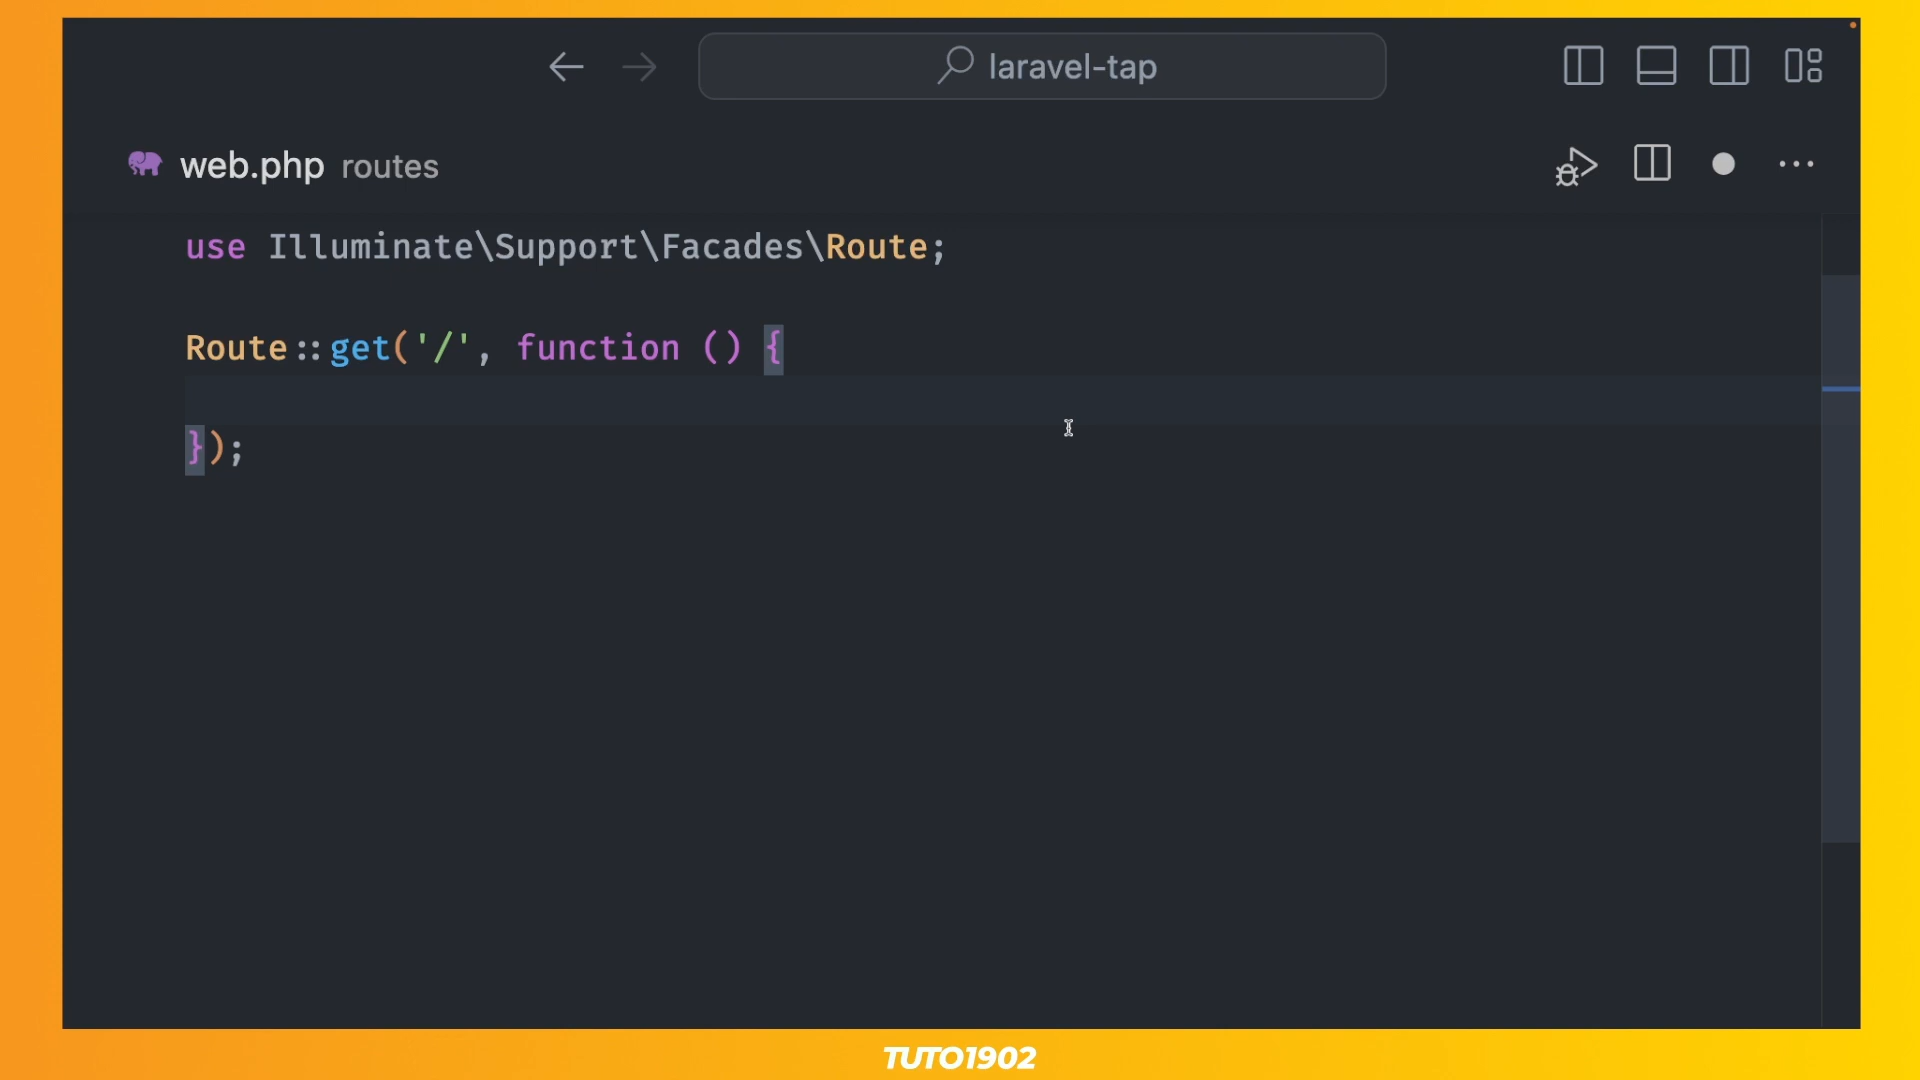 laravel-tap
web.php routes
use Illuminate\Support\Facades\Route;
Route::get('/', function () {
});
TUTO1902